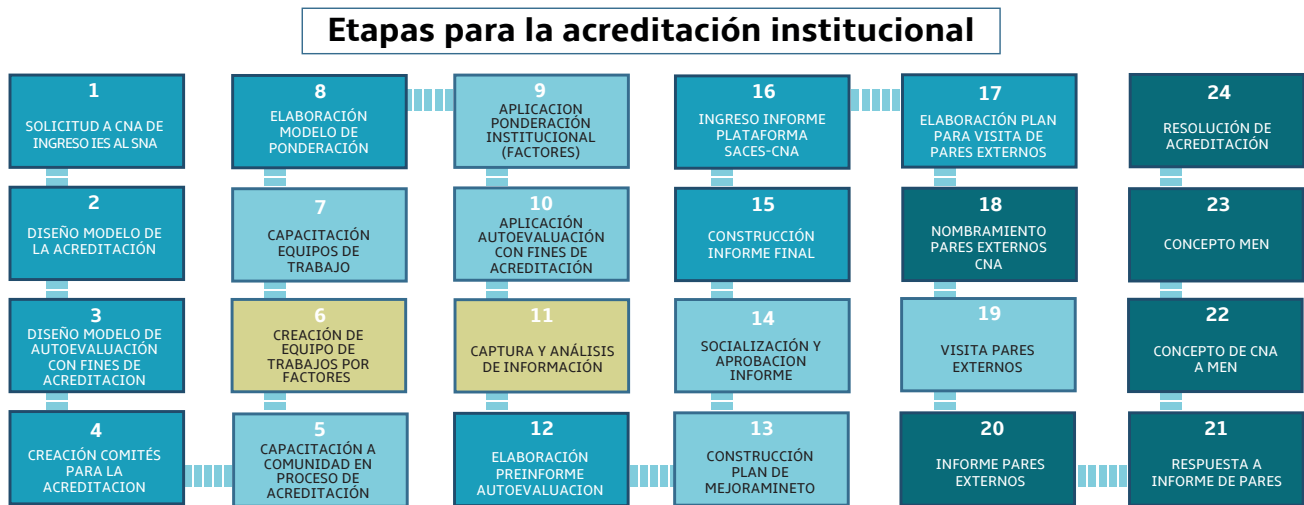 Etapas para la acreditación institucional
1
SOLICITUD A CNA DE
INGRESO IES AL SNA
2
DISEÑO MODELO DE
LA ACREDITACIÓN
3
DISEÑO MODELO DE
AUTOEVALUACIÓN
CON FINES DE
ACREDITACION
4
CREACIÓN COMITÉS
PARA LA
ACREDITACION
5
CAPACITACIÓN A
COMUNIDAD EN
PROCESO DE
ACREDITACIÓN
6
CREACIÓN DE
EQUIPO DE
TRABAJOS POR
FACTORES
7
CAPACITACIÓN
EQUIPOS DE
TRABAJO
8
ELABORACIÓN
MODELO DE
PONDERACIÓN
9
APLICACION
PONDERACIÓN
INSTITUCIONAL
(FACTORES)
10
APLICACIÓN
AUTOEVALUACIÓN
CON FINES DE
ACREDITACIÓN
11
CAPTURA Y ANÁLISIS
DE INFORMACIÓN
12
ELABORACIÓN
PREINFORME
AUTOEVALUACION
13
CONSTRUCCIÓN
PLAN DE
MEJORAMINETO
14
SOCIALIZACIÓN Y
APROBACION
INFORME
15
CONSTRUCCIÓN
INFORME FINAL
16
INGRESO INFORME
PLATAFORMA
SACES-CNA
17
ELABORACIÓN PLAN
PARA VISITA DE
PARES EXTERNOS
18
NOMBRAMIENTO
PARES EXTERNOS
CNA
19
VISITA PARES
EXTERNOS
20
INFORME PARES
EXTERNOS
21
RESPUESTA A
INFORME DE PARES
22
CONCEPTO DE CNA
A MEN
23
CONCEPTO MEN
24
RESOLUCIÓN DE
ACREDITACIÓN